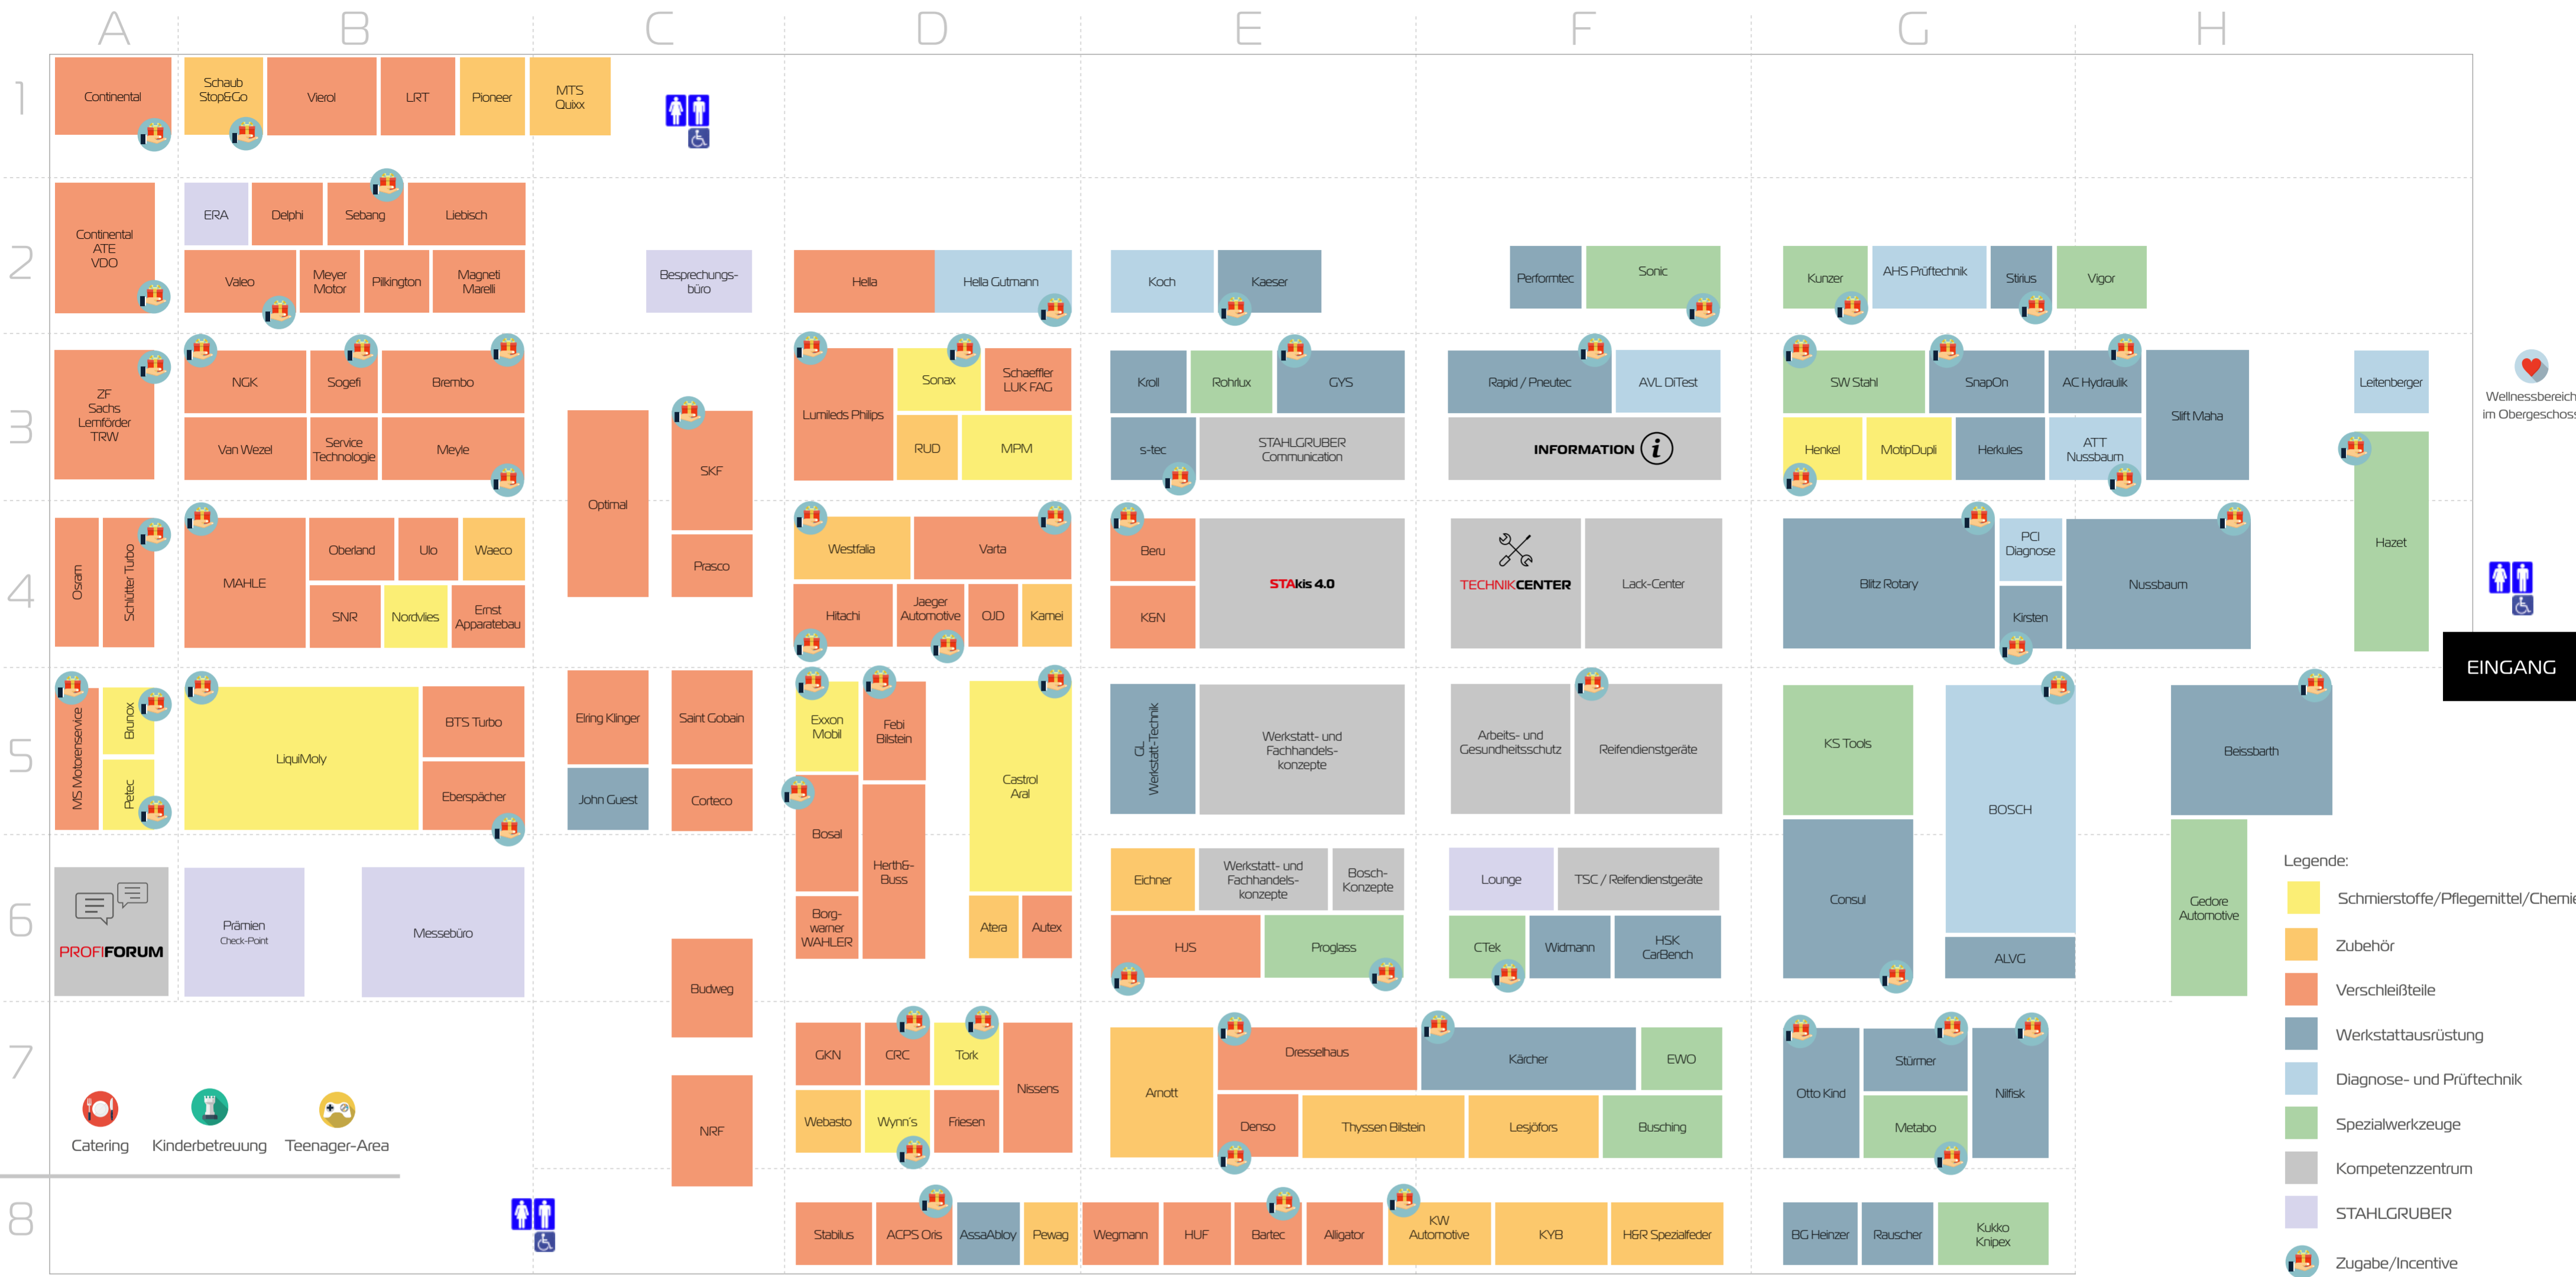 A
B
C
D
E
F
G
H
1
Continental
Schaub
Stop&Go
Vierol
LRT
Pioneer
MTS
Quixx
2
Continental
ATE
VDO
ERA
Delphi
Sebang
Liebisch
Valeo
Meyer
Motor
Pilkington
Magneti
Marelli
Besprechungs-
büro
Hella
Hella Gutmann
Koch
Kaeser
Performtec
Sonic
Kunzer
AHS Prüftechnik
Stirius
Vigor
3
ZF
Sachs
Lemförder
TRW
NGK
Sogefi
Brembo
Van Wezel
Service
Technologie
Meyle
Optimal
SKF
Prasco
Lumileds Philips
Sonax
Schaeffler
LUK FAG
RUD
MPM
Kroll
Rohrlux
GYS
s-tec
STAHLGRUBER
Communication
Rapid / Pneutec
AVL DiTest
INFORMATION i
SW Stahl
SnapOn
AC Hydraulik
Slift Maha
Henkel
MotipDupli
Herkules
ATT
Nussbaum
Leitenberger
Hazet
Wellnessbereich
im Obergeschoss
4
Osram
Schlütter Turbo
MAHLE
Oberland
Ulo
Waeco
SNR
Nordvlies
Ernst
Apparatebau
Westfalia
Varta
Hitachi
Jaeger
Automotive
OJD
Kamei
Beru
K&N
STAkis 4.0
TECHNIKCENTER
Lack-Center
Blitz Rotary
PCI
Diagnose
Kirsten
Nussbaum
EINGANG
5
MS Motorenservice
Brunox
Petec
LiquiMoly
BTS Turbo
Eberspächer
Elring Klinger
Saint Gobain
John Guest
Corteco
Exxon
Mobil
Febi
Bilstein
Castrol
Aral
Bosal
Herth&-
Buss
GL
Werkstatt-Technik
Werkstatt- und
Fachhandels-
konzepte
Arbeits- und
Gesundheitsschutz
Reifendienstgeräte
KS Tools
BOSCH
Beissbarth
6
PROFIFORUM
Prämien
Check-Point
Messebüro
Budweg
Borg-
warner
WAHLER
Atera
Autex
Eichner
Werkstatt- und
Fachhandels-
konzepte
Bosch-
Konzepte
HJS
Proglass
Lounge
TSC / Reifendienstgeräte
CTek
Widmann
HSK
CarBench
Consul
ALVG
Gedore
Automotive
7
Catering
Kinderbetreuung
Teenager-Area
NRF
GKN
CRC
Tork
Nissens
Webasto
Wynn's
Friesen
Arnott
Dresselhaus
Kärcher
EWO
Denso
Thyssen Bilstein
Lesjöfors
Busching
Otto Kind
Stürmer
Nilfisk
Metabo
8
Stabilus
ACPS Oris
AssaAbloy
Pewag
Wegmann
HUF
Bartec
Alligator
KW
Automotive
KYB
H&R Spezialfeder
BG Heinzer
Rauscher
Kukko
Knipex
Legende:
Schmierstoffe/Pflegemittel/Chemie
Zubehör
Verschleißteile
Werkstattausrüstung
Diagnose- und Prüftechnik
Spezialwerkzeuge
Kompetenzzentrum
STAHLGRUBER
Zugabe/Incentive